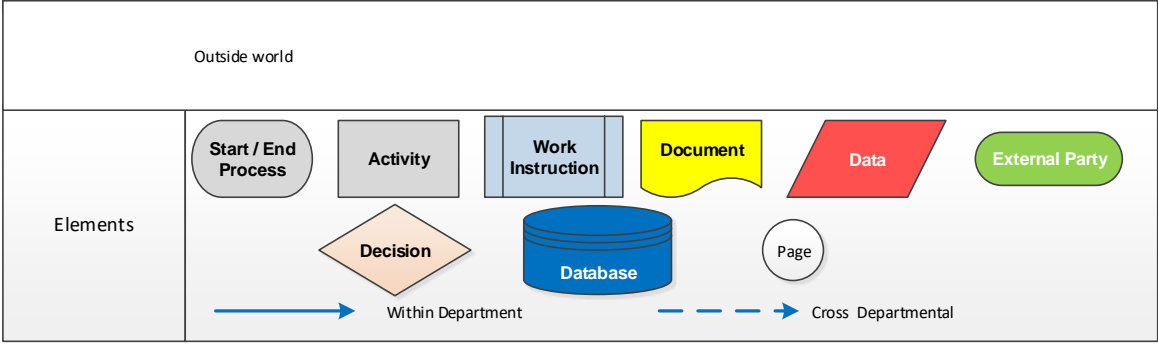 Outside world
Elements
Start / End
Process
Activity
Work
Instruction
Document
Data
External Party
Decision
Database
Page
Within Department
Cross Departmental